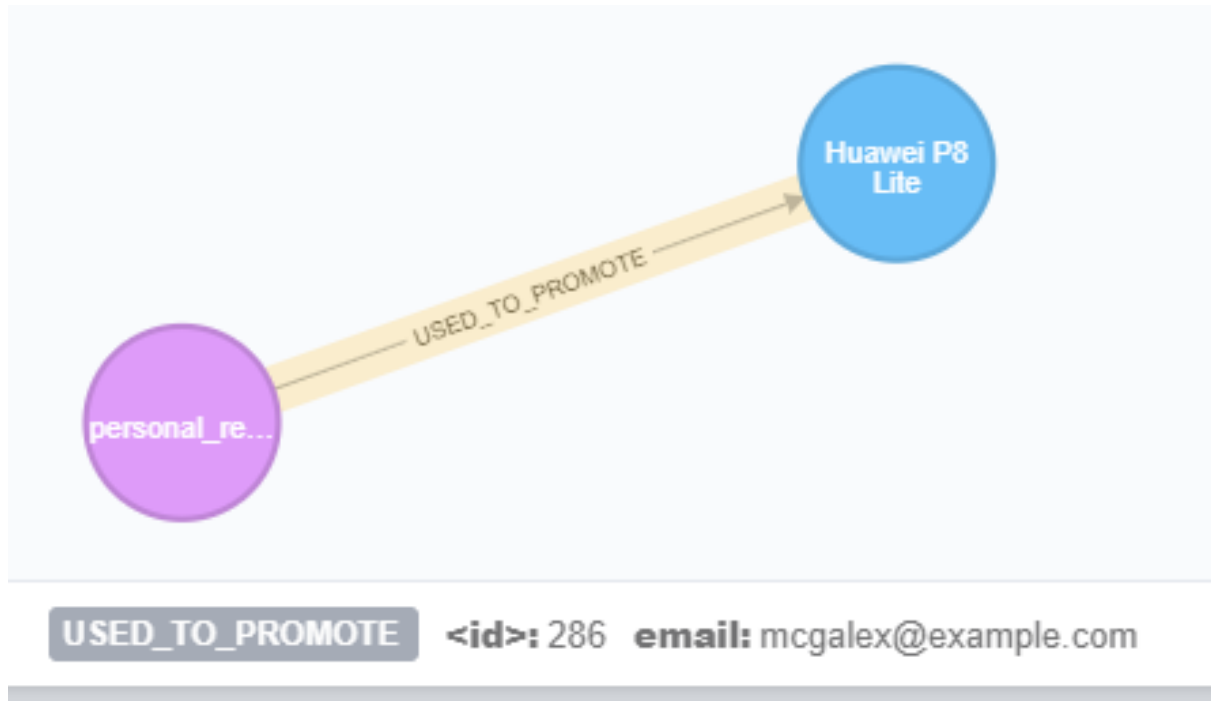 Huawei P8
Lite
USED_TO_PROMOTE
personal_re...
USED_TO_PROMOTE <id>: 286 email: mcgalex@example.com